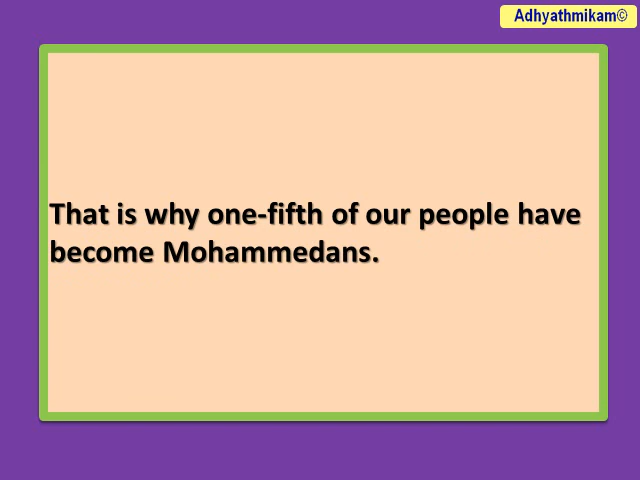 Adhyathmikam©
That is why one-fifth of our people have
become Mohammedans.